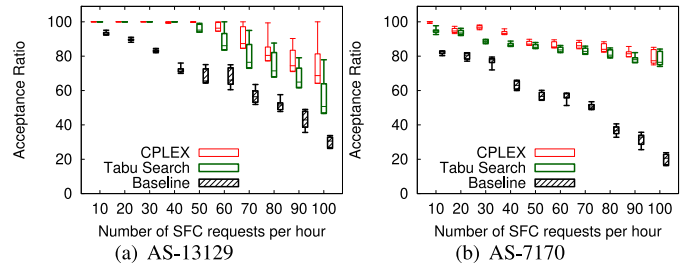 Acceptance Ratio
100
80
60
40
20
0
CPLEX
Tabu Search
Baseline
10 20 30 40 50 60 70 80 90 100
Number of SFC requests per hour
(a) AS-13129
Acceptance Ratio
100
80
60
40
20
0
CPLEX
Tabu Search
Baseline
10 20 30 40 50 60 70 80 90 100
Number of SFC requests per hour
(b) AS-7170